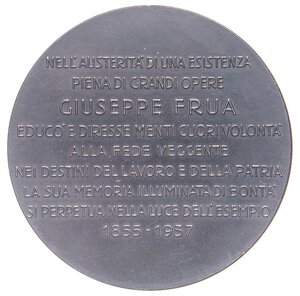 NELL'AUSTERITÀ DI UNA ESISTENZA
PIENA DI GRANDI OPERE
GIUSEPPE FRUA
EDUCÒ E DIRESSE MENTI CUORI VOLONTÀ
ALLA FEDE VEGGENTE
NEI DESTINI DEL LAVORO E DELLA PATRIA
LA SUA MEMORIA ILLUMINATA DI BONTÀ
SI PERPETUA NELLA LUCE DELL'ESEMPIO
1855-1937